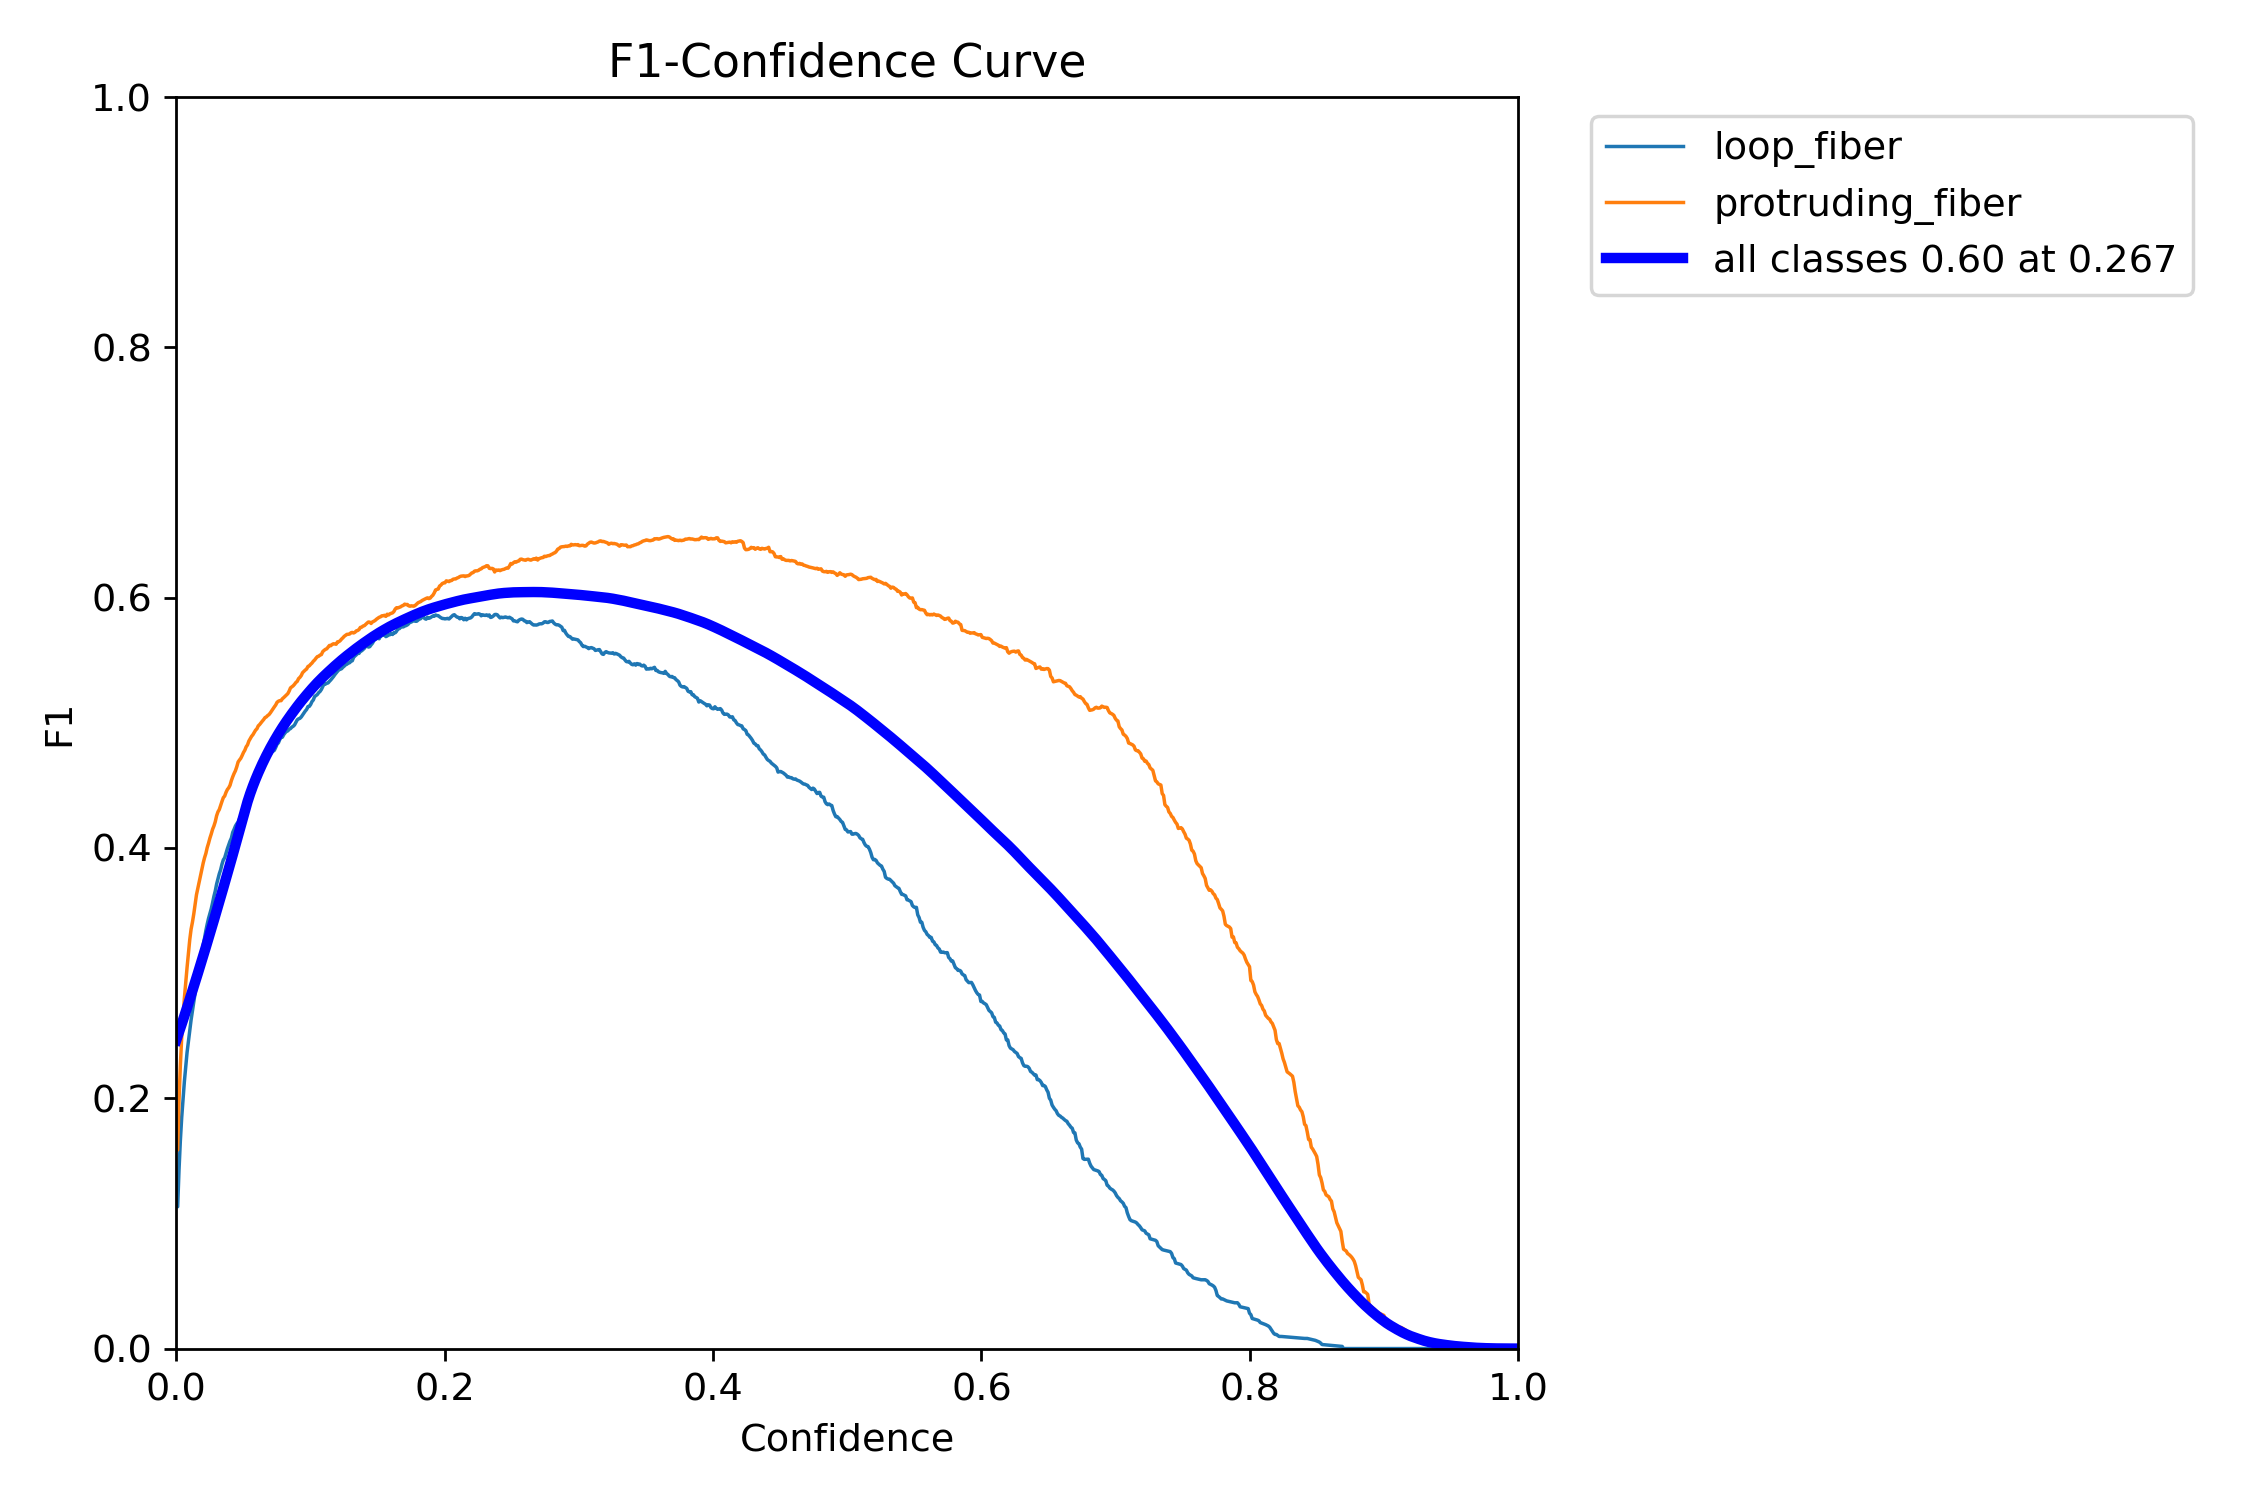 F1-Confidence Curve
1.0
0.8
0.6
0.4
0.2
0.0
F1
0.0 0.2 0.4 0.6 0.8 1.0
Confidence
loop_fiber
protruding_fiber
all classes 0.60 at 0.267